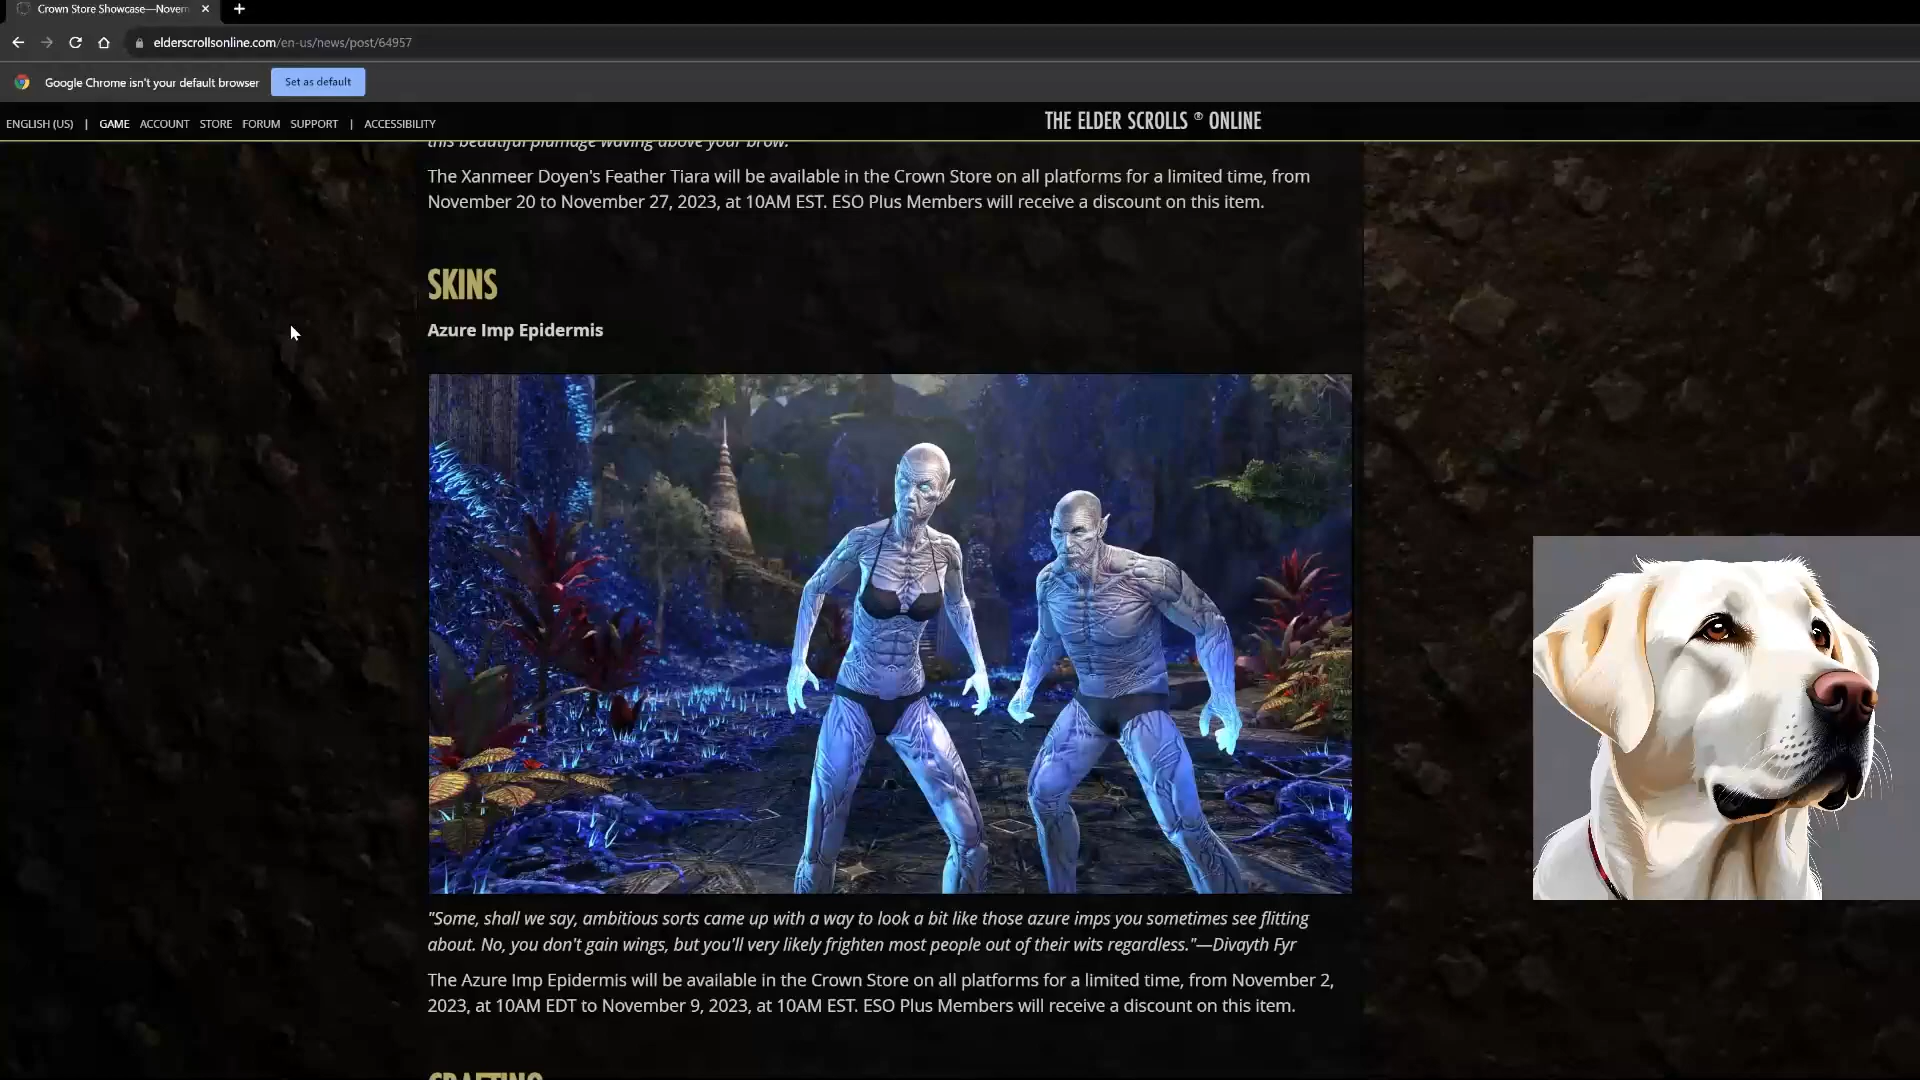 Crown Store Showcase—Novem
elderscrollsonline.com/en-us/news/post/64957
Google Chrome isn't your default browser
Set as default
ENGLISH (US) | GAME ACCOUNT STORE FORUM SUPPORT | ACCESSIBILITY
THE ELDER SCROLLS ® ONLINE
this beautiful plumage waving above your brow.
The Xanmeer Doyen's Feather Tiara will be available in the Crown Store on all platforms for a limited time, from
November 20 to November 27, 2023, at 10AM EST. ESO Plus Members will receive a discount on this item.
SKINS
Azure Imp Epidermis
"Some, shall we say, ambitious sorts came up with a way to look a bit like those azure imps you sometimes see flitting
about. No, you don't gain wings, but you'll very likely frighten most people out of their wits regardless."—Divayth Fyr
The Azure Imp Epidermis will be available in the Crown Store on all platforms for a limited time, from November 2,
2023, at 10AM EDT to November 9, 2023, at 10AM EST. ESO Plus Members will receive a discount on this item.
CRAFTING